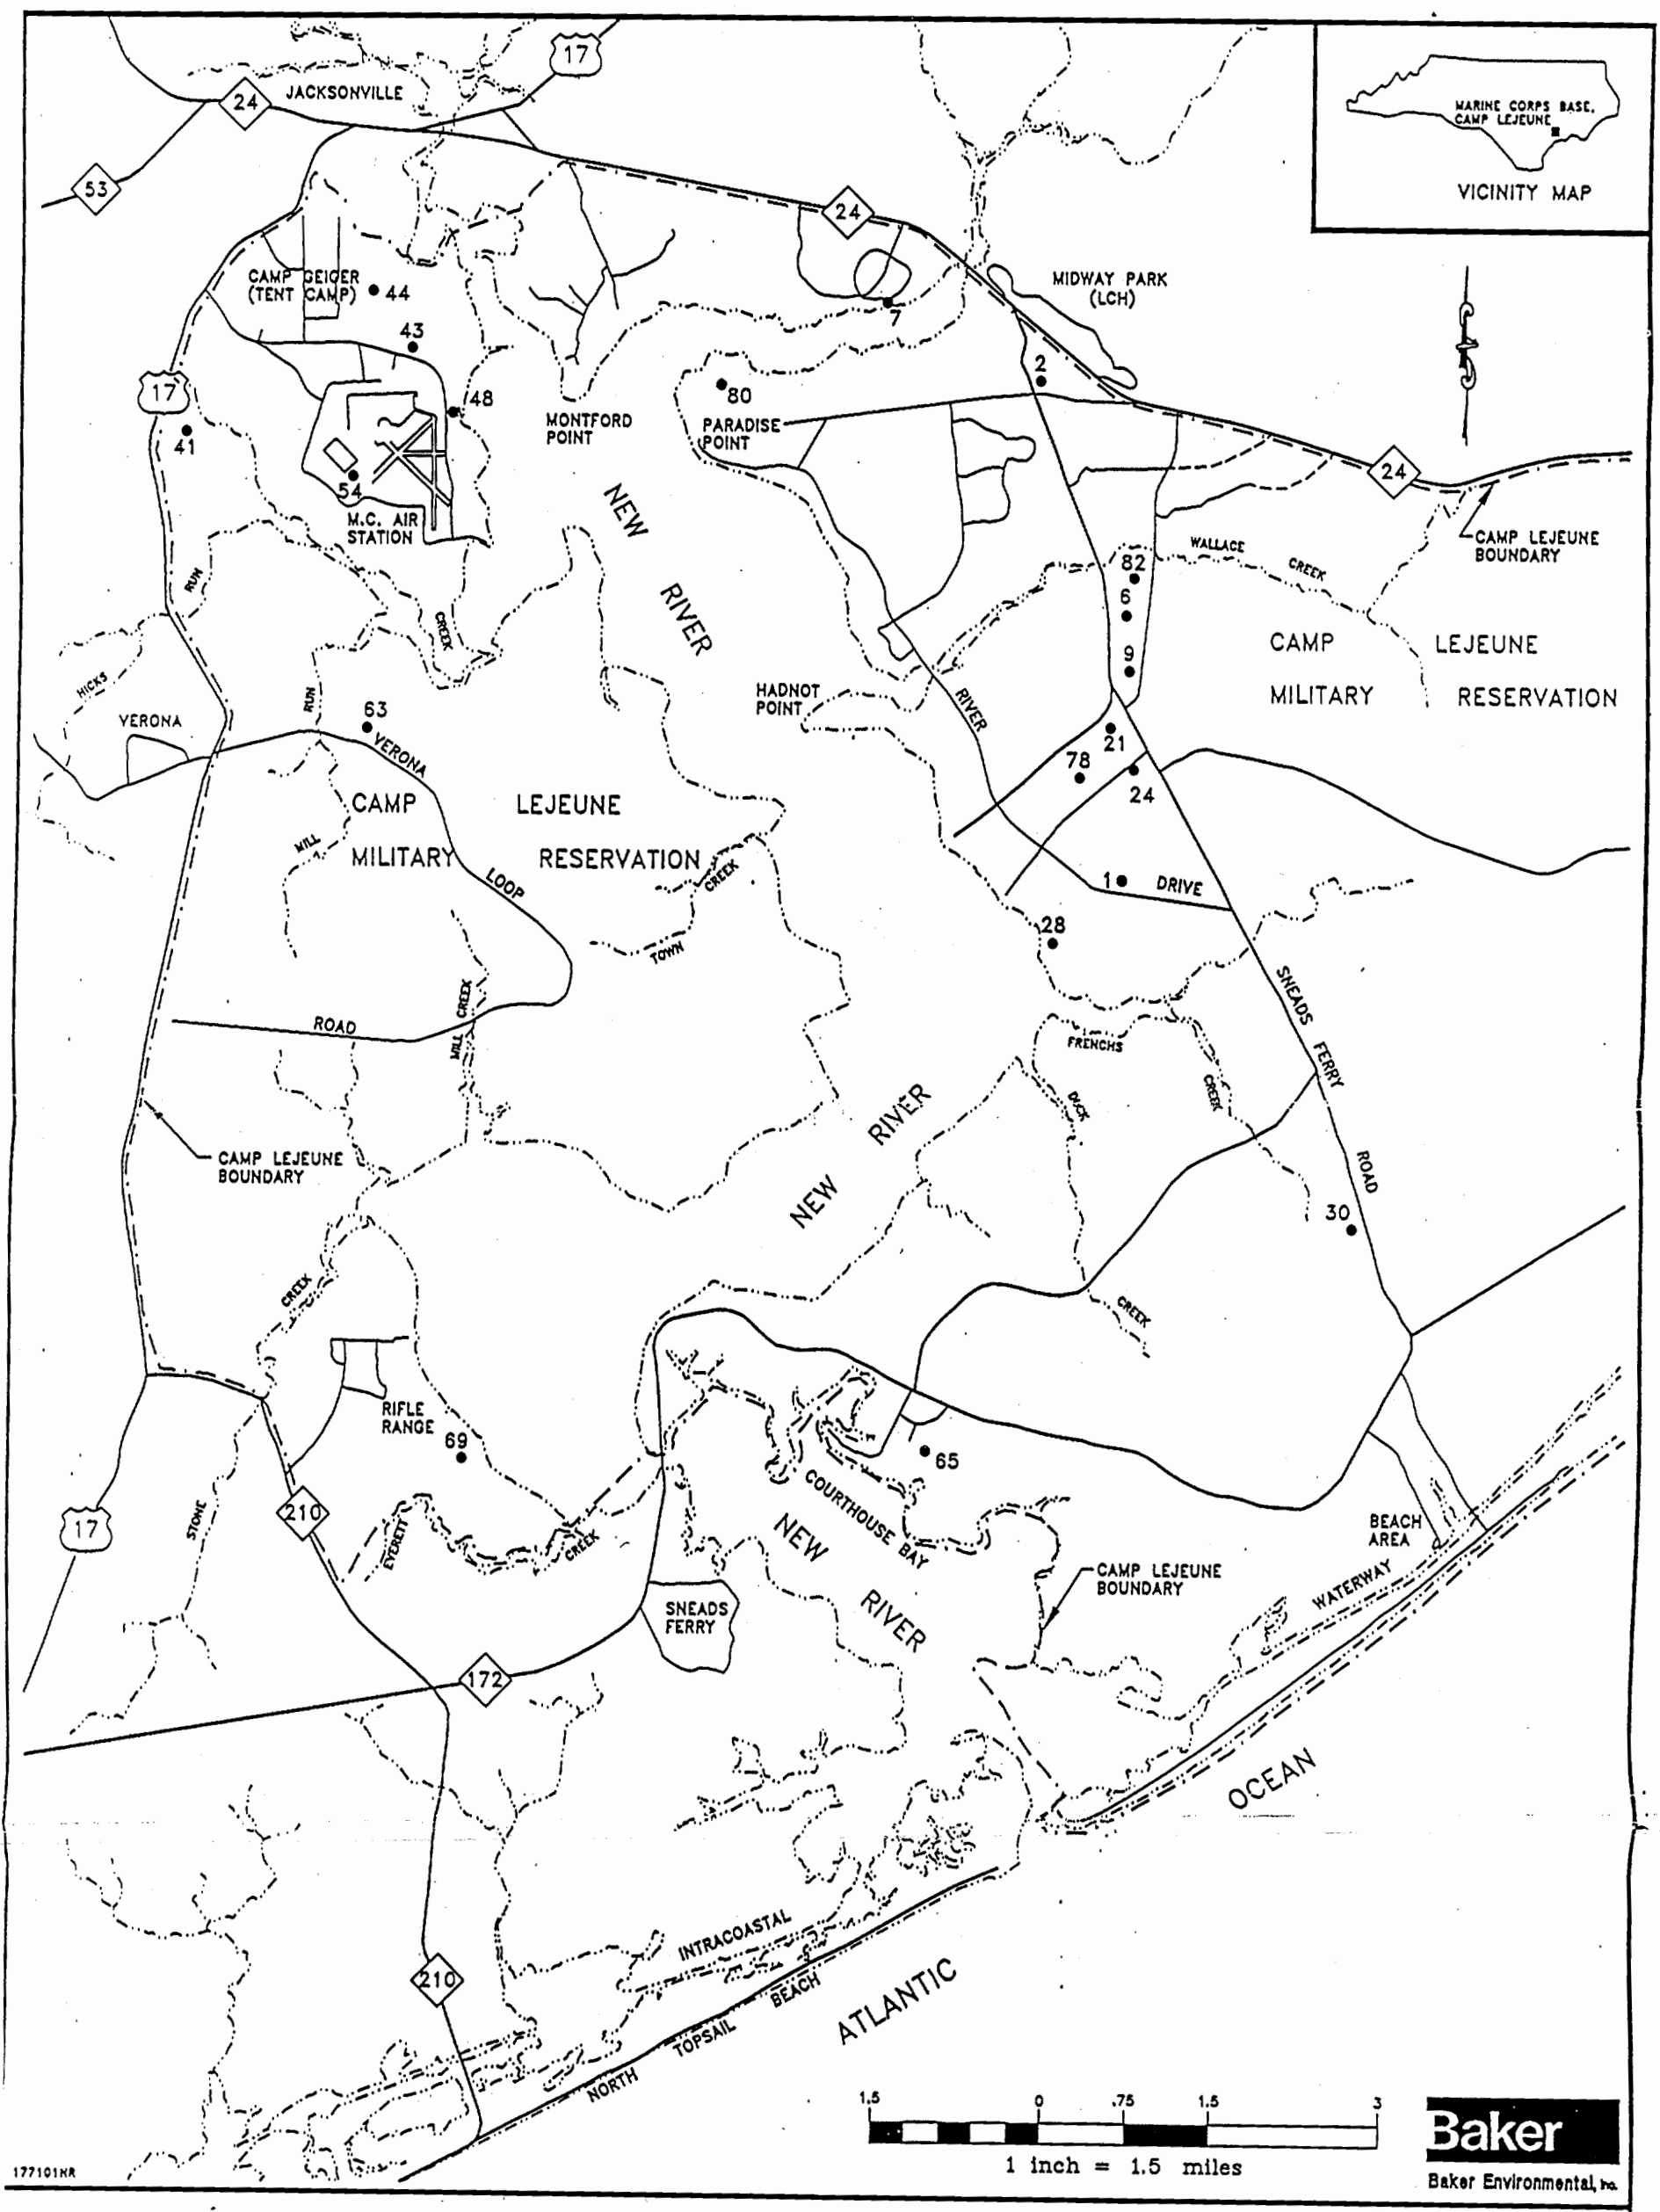 17
24
JACKSONVILLE
53
MARINE CORPS BASE,
CAMP LEJEUNE
VICINITY MAP
24
CAMP GEIGER
(TENT CAMP)
44
MIDWAY PARK
(LCH)
7
43
2
17
48
80
41
MONTFORD
POINT
PARADISE
POINT
54
24
M.C. AIR
STATION
NEW
RIVER
CAMP LEJEUNE
BOUNDARY
WALLACE
CREEK
82
6
RUN
CREEK
9
CAMP LEJEUNE
MILITARY RESERVATION
HICKS
RUN
HADNOT
POINT
RIVER
VERONA
63
VERONA
21
78
24
CAMP LEJEUNE
MILITARY RESERVATION
MILL
LOOP
CREEK
TOWN
1
DRIVE
28
SNEADS
FERRY
ROAD
ROAD
MILL CREEK
FRENCHS
CREEK
DUCK
CREEK
NEW RIVER
CAMP LEJEUNE
BOUNDARY
30
CREEK
RIFLE
RANGE
69
65
STONE
210
17
EVERETT
CREEK
COURTHOUSE BAY
NEW
RIVER
BEACH
AREA
CAMP LEJEUNE
BOUNDARY
WATERWAY
SNEADS
FERRY
172
OCEAN
INTRACOASTAL
210
NORTH TOPSAIL BEACH
ATLANTIC
1.5 0 .75 1.5 3
1 inch = 1.5 miles
Baker
Baker Environmental, Inc.
177101HR